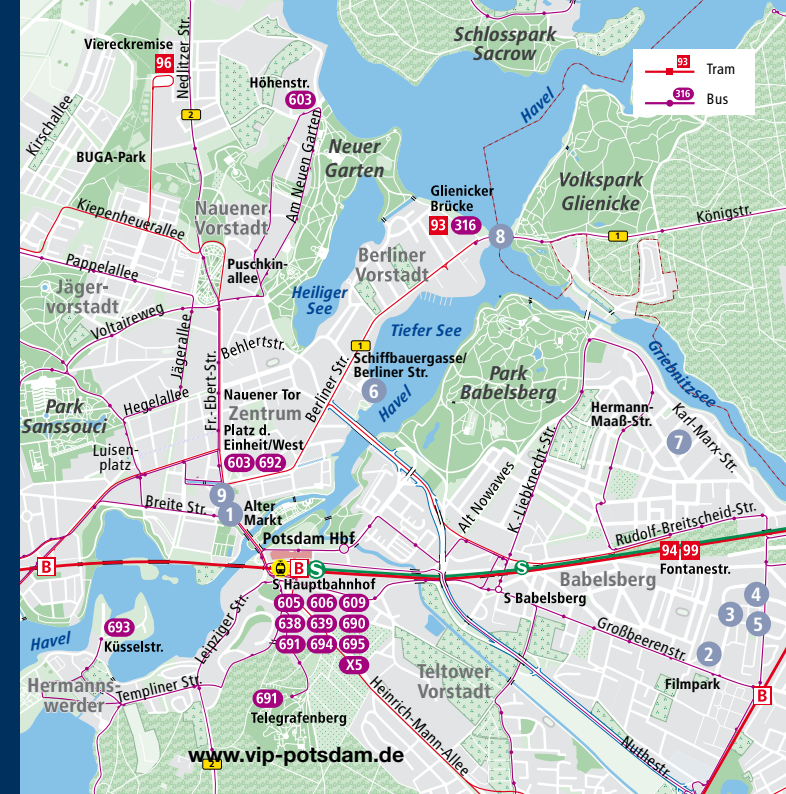 Schlosspark
Sacrow
Viereckremise
96
Nedlitzer Str.
93
Tram
316
Bus
Höhenstr.
603
Havel
Kirschallee
2
BUGA-Park
Am Neuen Garten
Neuer
Garten
Volkspark
Glienicke
Glienicker
Brücke
93 316
8
Königstr.
1
Kiepenheuerallee
Nauener
Vorstadt
Berliner
Vorstadt
Pappelallee
Puschkin-
allee
Jäger-
vorstadt
Heiliger
See
Voltaireweg
Jägerallee
Tiefer See
Behlertstr.
1
Schiffbauergasse/
Berliner Str.
6
Havel
Griebnitzsee
Park
Babelsberg
Fr.-Ebert-Str.
Berliner Str.
Hegelallee
Nauener Tor
Zentrum
Platz d.
Einheit/West
603 692
Park
Sanssouci
Hermann-
Maaß-Str.
Karl-Marx-Str.
7
Luisen-
platz
K.-Liebknecht-Str.
Alt Nowawes
9
1
Breite Str.
Alter
Markt
Potsdam Hbf
Rudolf-Breitscheid-Str.
94 99
Fontanestr.
B
B
S
S
S Hauptbahnhof
Babelsberg
S Babelsberg
605 606 609
638 639 690
691 694 695
X5
4
3
5
2
Großbeerenstr.
693
Küsselstr.
Havel
Leipziger Str.
Hermanns-
werder
Templiner Str.
691
Telegrafenberg
Teltower
Vorstadt
Filmpark
B
Heinrich-Mann-Allee
Nuthestr.
www.vip-potsdam.de
2